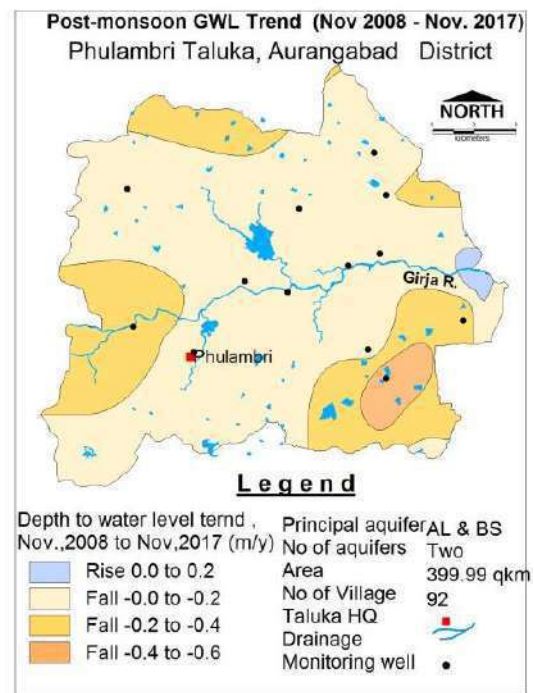 Post-monsoon GWL Trend (Nov 2008 - Nov. 2017)
Phulambri Taluka, Aurangabad District
NORTH
kilometers
Girja R.
Phulambri
Legend
Depth to water level ternd ,
Nov.,2008 to Nov,2017 (m/y)
Rise 0.0 to 0.2
Fall -0.0 to -0.2
Fall -0.2 to -0.4
Fall -0.4 to -0.6
Principal aquifer AL & BS
No of aquifers Two
Area 399.99 qkm
No of Village 92
Taluka HQ
Drainage
Monitoring well